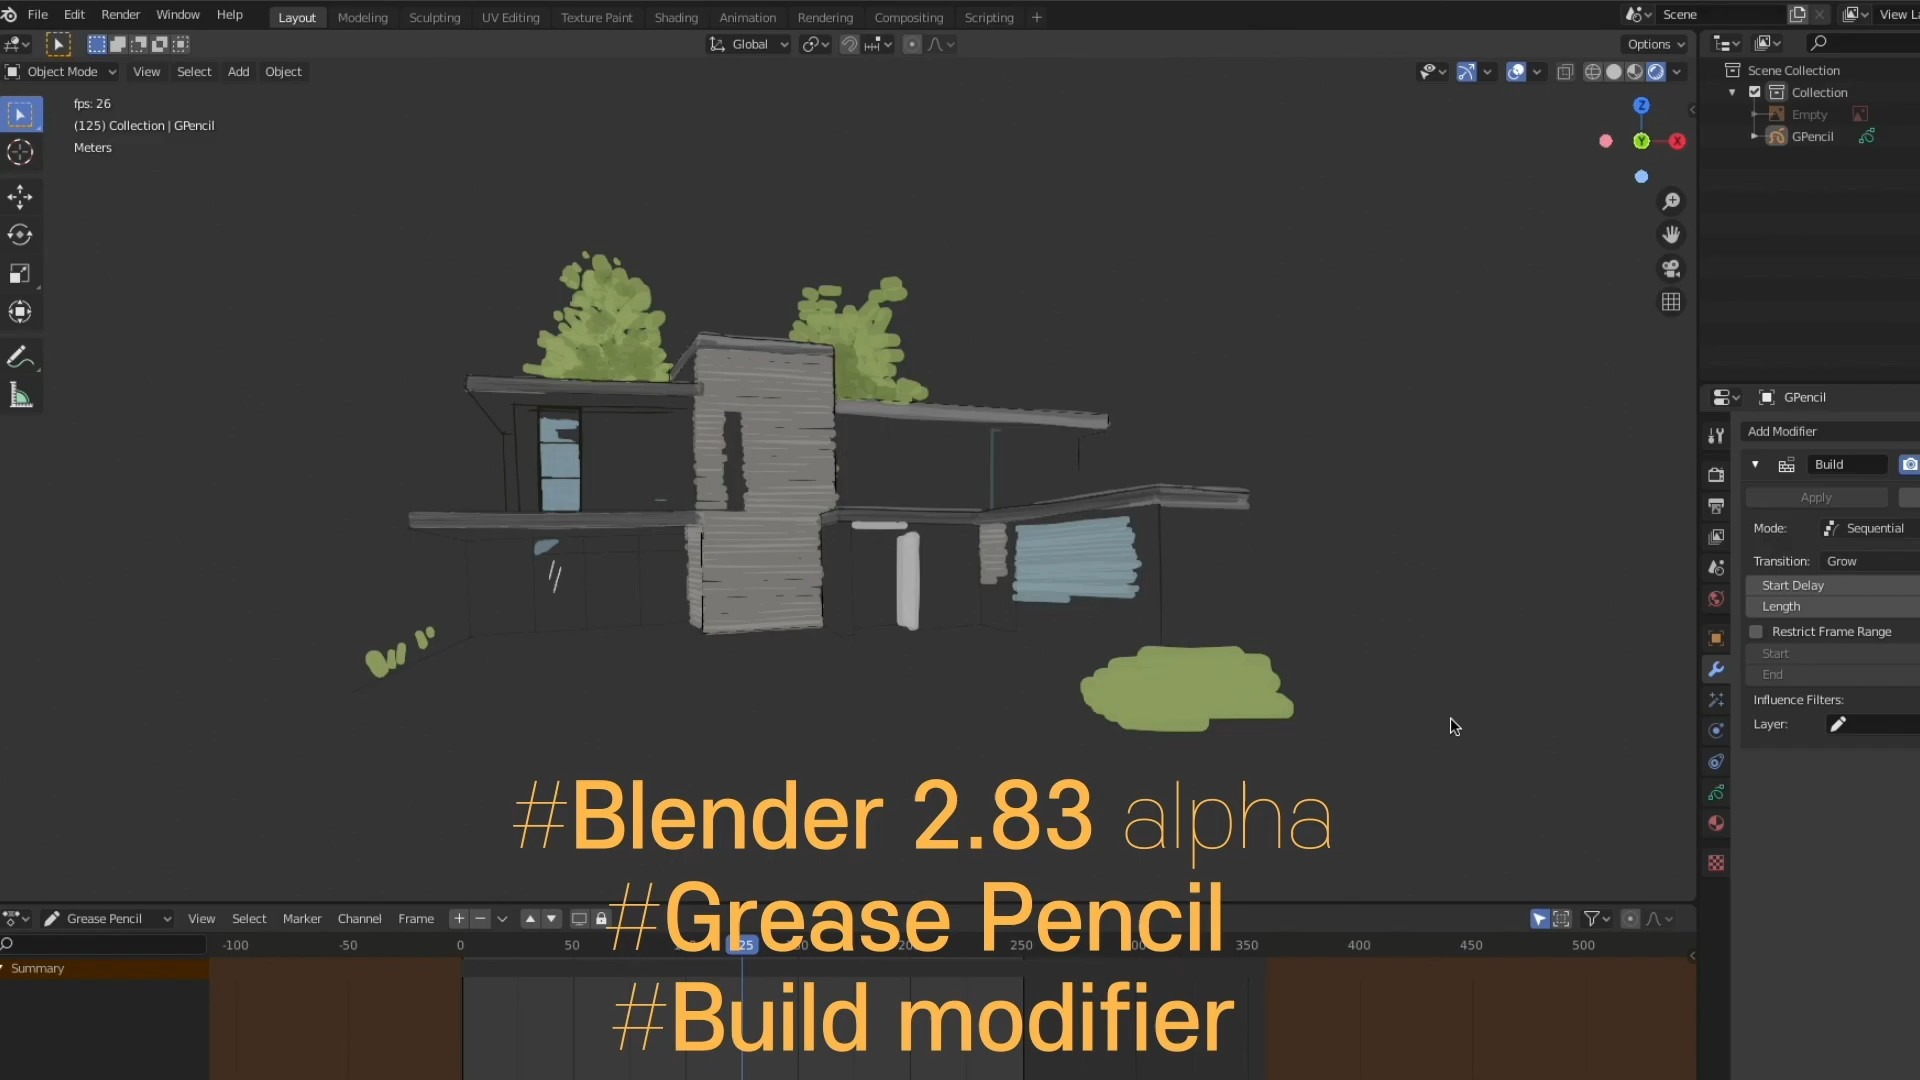 File Edit Render Window Help Layout Modeling Sculpting UV Editing Texture Paint Shading Animation Rendering Compositing Scripting + Scene View L
Global Options
Object Mode View Select Add Object
Scene Collection
Collection
Empty
GPencil
fps: 26
(125) Collection | GPencil
Meters
Z
Y
X
GPencil
Add Modifier
Build
Apply
Mode: Sequential
Transition: Grow
Start Delay
Length
Restrict Frame Range
Start
End
Influence Filters:
Layer:
#Blender 2.83 alpha
#Grease Pencil
#Build modifier
Grease Pencil View Select Marker Channel Frame
-100 -50 0 50 250 350 400 450 500
Summary